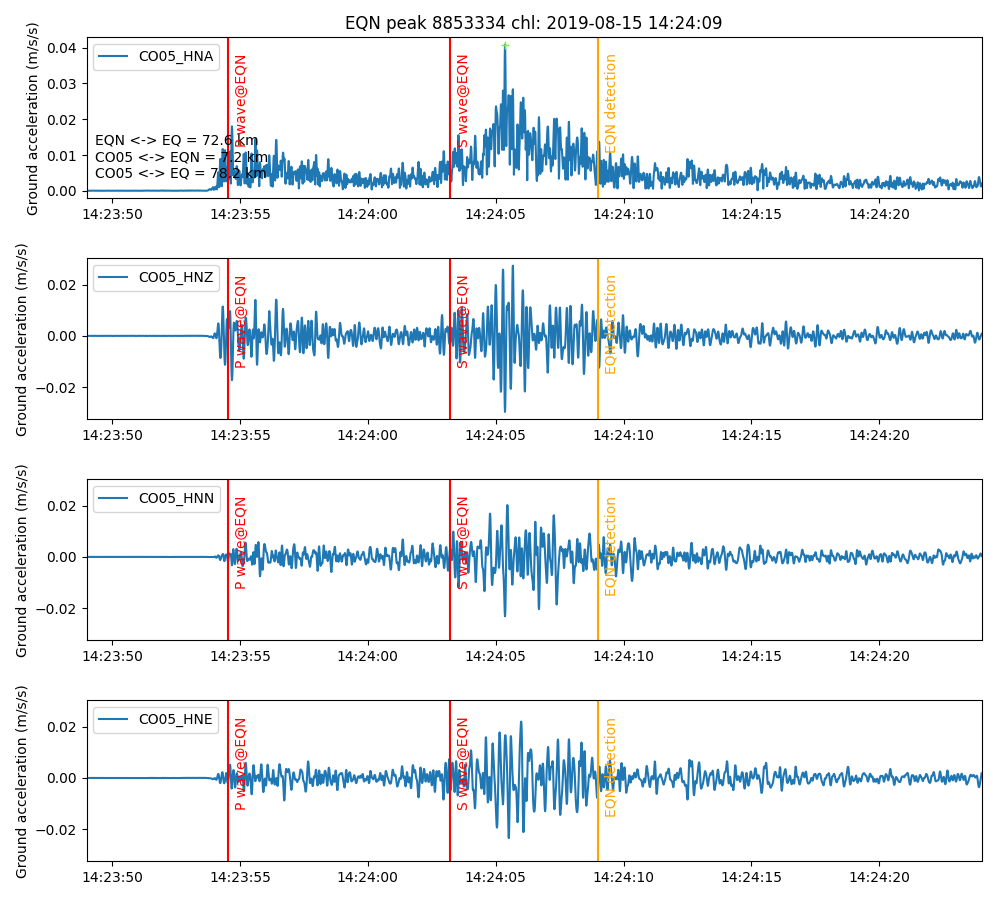 EQN peak 8853334 chl: 2019-08-15 14:24:09
Ground acceleration (m/s/s)
0.04
0.03
0.02
0.01
0.00
CO05_HNA
P wave@EQN
S wave@EQN
EQN detection
EQN <-> EQ = 72.6 km
CO05 <-> EQN = 7.2 km
CO05 <-> EQ = 78.2 km
14:23:50 14:23:55 14:24:00 14:24:05 14:24:10 14:24:15 14:24:20
Ground acceleration (m/s/s)
0.02
0.00
−0.02
CO05_HNZ
P wave@EQN
S wave@EQN
EQN detection
14:23:50 14:23:55 14:24:00 14:24:05 14:24:10 14:24:15 14:24:20
Ground acceleration (m/s/s)
0.02
0.00
−0.02
CO05_HNN
P wave@EQN
S wave@EQN
EQN detection
14:23:50 14:23:55 14:24:00 14:24:05 14:24:10 14:24:15 14:24:20
Ground acceleration (m/s/s)
0.02
0.00
−0.02
CO05_HNE
P wave@EQN
S wave@EQN
EQN detection
14:23:50 14:23:55 14:24:00 14:24:05 14:24:10 14:24:15 14:24:20